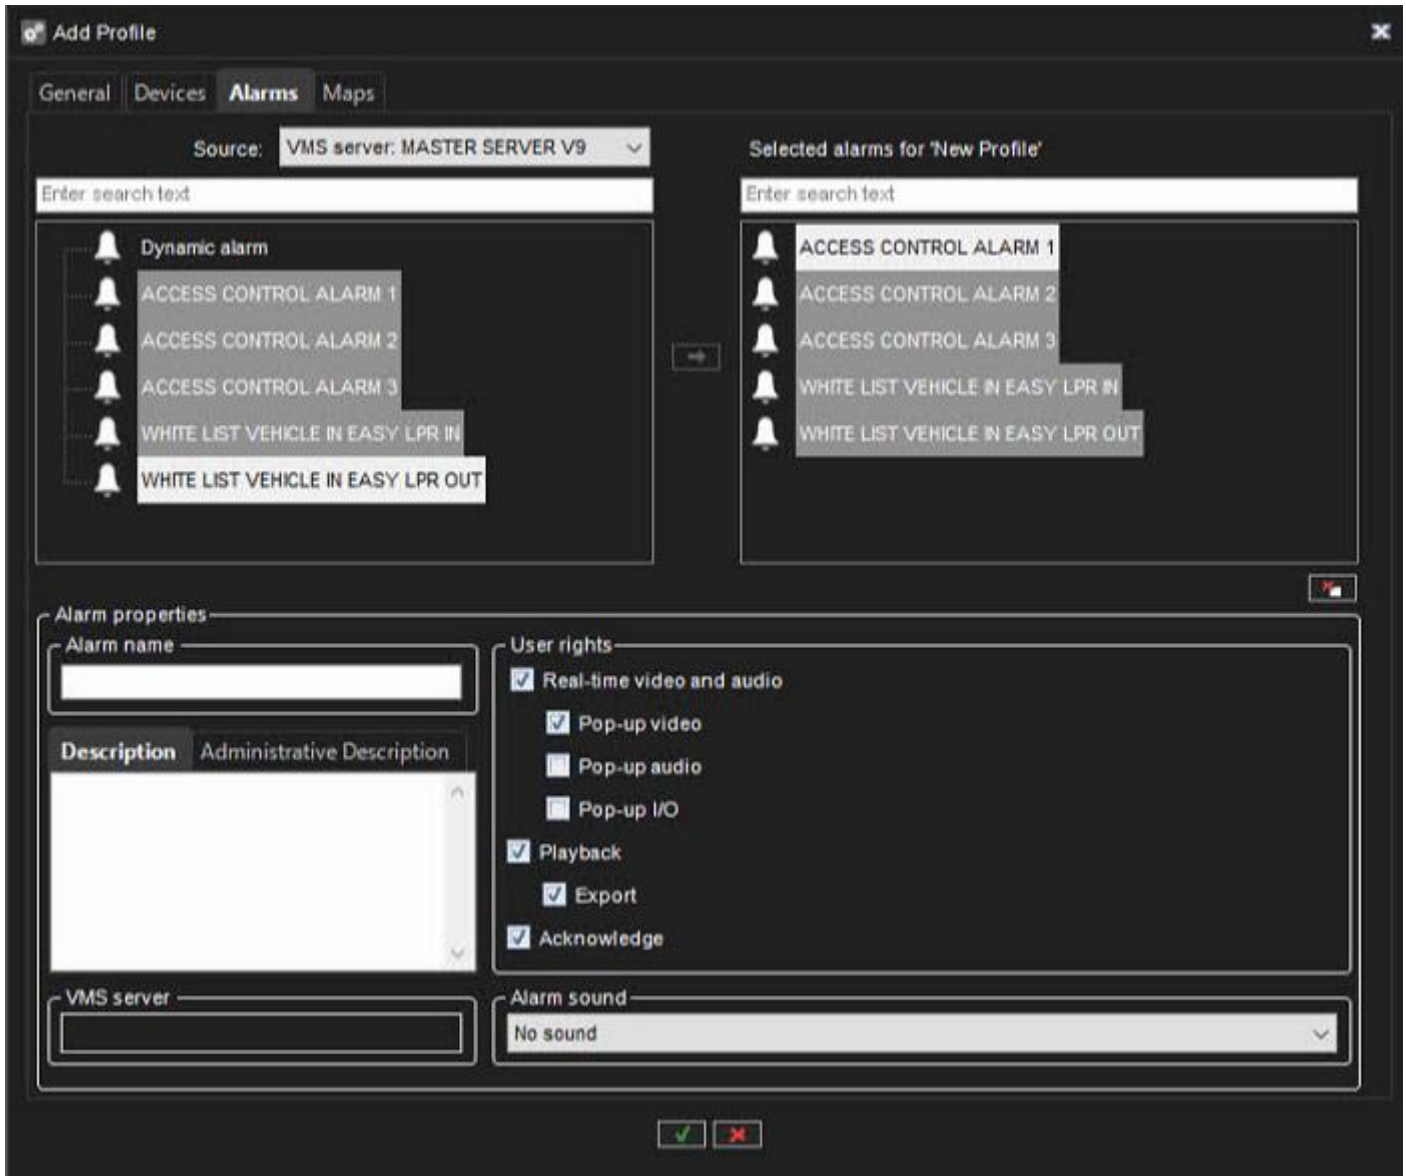 Add Profile
General Devices Alarms Maps
Source: VMS server: MASTER SERVER V9
Selected alarms for 'New Profile'
Enter search text
Enter search text
Dynamic alarm
ACCESS CONTROL ALARM 1
ACCESS CONTROL ALARM 2
ACCESS CONTROL ALARM 3
WHITE LIST VEHICLE IN EASY LPR IN
WHITE LIST VEHICLE IN EASY LPR OUT
ACCESS CONTROL ALARM 1
ACCESS CONTROL ALARM 2
ACCESS CONTROL ALARM 3
WHITE LIST VEHICLE IN EASY LPR IN
WHITE LIST VEHICLE IN EASY LPR OUT
Alarm properties
Alarm name
Description Administrative Description
VMS server
User rights
Real-time video and audio
Pop-up video
Pop-up audio
Pop-up I/O
Playback
Export
Acknowledge
Alarm sound
No sound